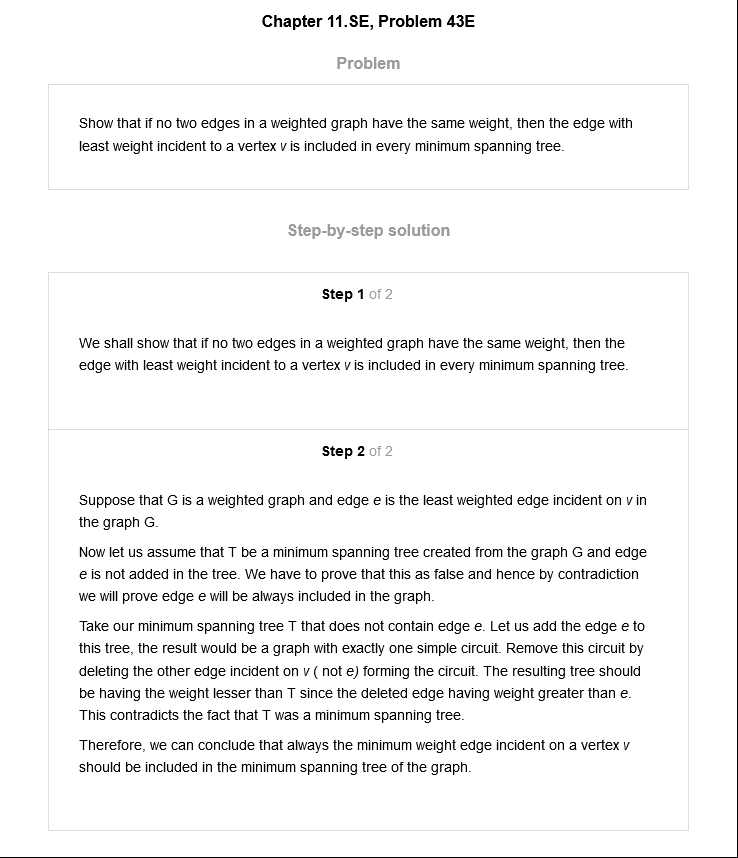 Chapter 11.SE, Problem 43E
Problem
Show that if no two edges in a weighted graph have the same weight, then the edge with
least weight incident to a vertex v is included in every minimum spanning tree.
Step-by-step solution
Step 1 of 2
We shall show that if no two edges in a weighted graph have the same weight, then the
edge with least weight incident to a vertex v is included in every minimum spanning tree.
Step 2 of 2
Suppose that G is a weighted graph and edge e is the least weighted edge incident on v in
the graph G.
Now let us assume that T be a minimum spanning tree created from the graph G and edge
e is not added in the tree. We have to prove that this as false and hence by contradiction
we will prove edge e will be always included in the graph.
Take our minimum spanning tree T that does not contain edge e. Let us add the edge e to
this tree, the result would be a graph with exactly one simple circuit. Remove this circuit by
deleting the other edge incident on v ( not e) forming the circuit. The resulting tree should
be having the weight lesser than T since the deleted edge having weight greater than e.
This contradicts the fact that T was a minimum spanning tree.
Therefore, we can conclude that always the minimum weight edge incident on a vertex v
should be included in the minimum spanning tree of the graph.